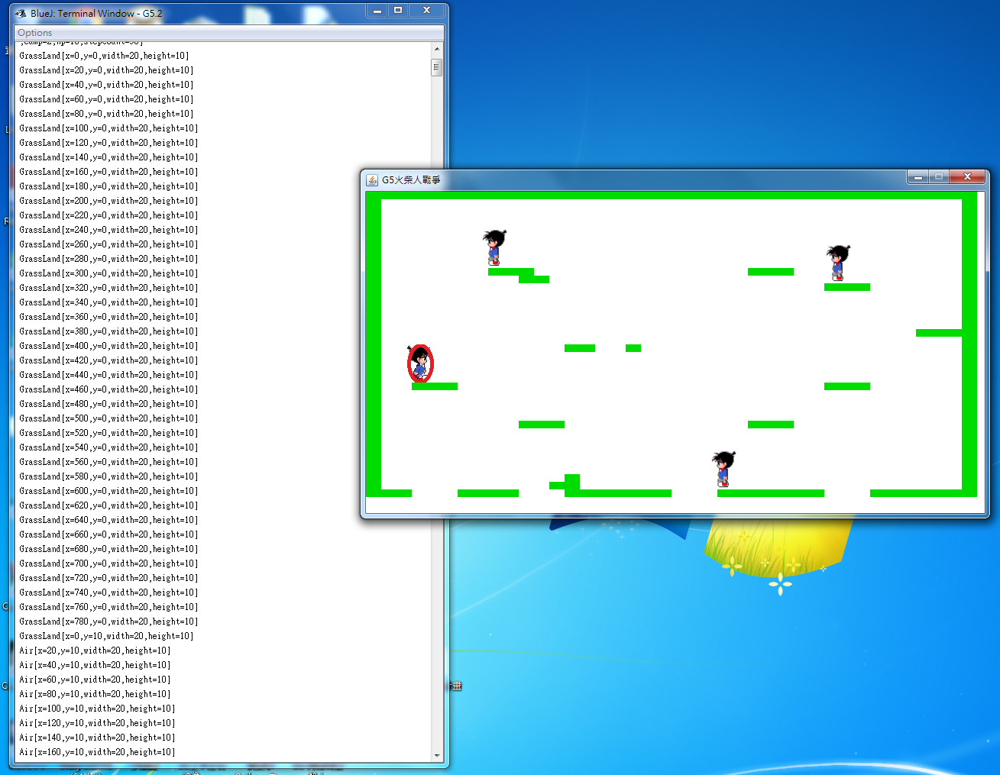 BlueJ: Terminal Window - G5.2
Options
GrassLand[x=0,y=0,width=20,height=10]
GrassLand[x=20,y=0,width=20,height=10]
GrassLand[x=40,y=0,width=20,height=10]
GrassLand[x=60,y=0,width=20,height=10]
GrassLand[x=80,y=0,width=20,height=10]
GrassLand[x=100,y=0,width=20,height=10]
GrassLand[x=120,y=0,width=20,height=10]
GrassLand[x=140,y=0,width=20,height=10]
GrassLand[x=160,y=0,width=20,height=10]
GrassLand[x=180,y=0,width=20,height=10]
GrassLand[x=200,y=0,width=20,height=10]
GrassLand[x=220,y=0,width=20,height=10]
GrassLand[x=240,y=0,width=20,height=10]
GrassLand[x=260,y=0,width=20,height=10]
GrassLand[x=280,y=0,width=20,height=10]
GrassLand[x=300,y=0,width=20,height=10]
GrassLand[x=320,y=0,width=20,height=10]
GrassLand[x=340,y=0,width=20,height=10]
GrassLand[x=360,y=0,width=20,height=10]
GrassLand[x=380,y=0,width=20,height=10]
GrassLand[x=400,y=0,width=20,height=10]
GrassLand[x=420,y=0,width=20,height=10]
GrassLand[x=440,y=0,width=20,height=10]
GrassLand[x=460,y=0,width=20,height=10]
GrassLand[x=480,y=0,width=20,height=10]
GrassLand[x=500,y=0,width=20,height=10]
GrassLand[x=520,y=0,width=20,height=10]
GrassLand[x=540,y=0,width=20,height=10]
GrassLand[x=560,y=0,width=20,height=10]
GrassLand[x=580,y=0,width=20,height=10]
GrassLand[x=600,y=0,width=20,height=10]
GrassLand[x=620,y=0,width=20,height=10]
GrassLand[x=640,y=0,width=20,height=10]
GrassLand[x=660,y=0,width=20,height=10]
GrassLand[x=680,y=0,width=20,height=10]
GrassLand[x=700,y=0,width=20,height=10]
GrassLand[x=720,y=0,width=20,height=10]
GrassLand[x=740,y=0,width=20,height=10]
GrassLand[x=760,y=0,width=20,height=10]
GrassLand[x=780,y=0,width=20,height=10]
GrassLand[x=0,y=10,width=20,height=10]
Air[x=20,y=10,width=20,height=10]
Air[x=40,y=10,width=20,height=10]
Air[x=60,y=10,width=20,height=10]
Air[x=80,y=10,width=20,height=10]
Air[x=100,y=10,width=20,height=10]
Air[x=120,y=10,width=20,height=10]
Air[x=140,y=10,width=20,height=10]
Air[x=160,y=10,width=20,height=10]
G5火柴人戰爭